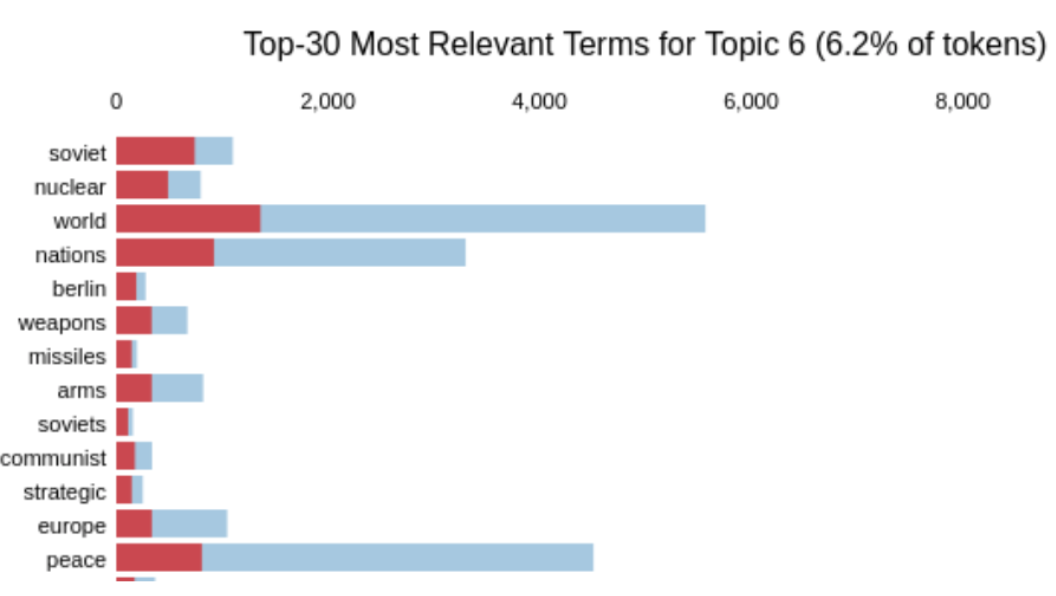 Top-30 Most Relevant Terms for Topic 6 (6.2% of tokens)
0 2,000 4,000 6,000 8,000
soviet
nuclear
world
nations
berlin
weapons
missiles
arms
soviets
communist
strategic
europe
peace